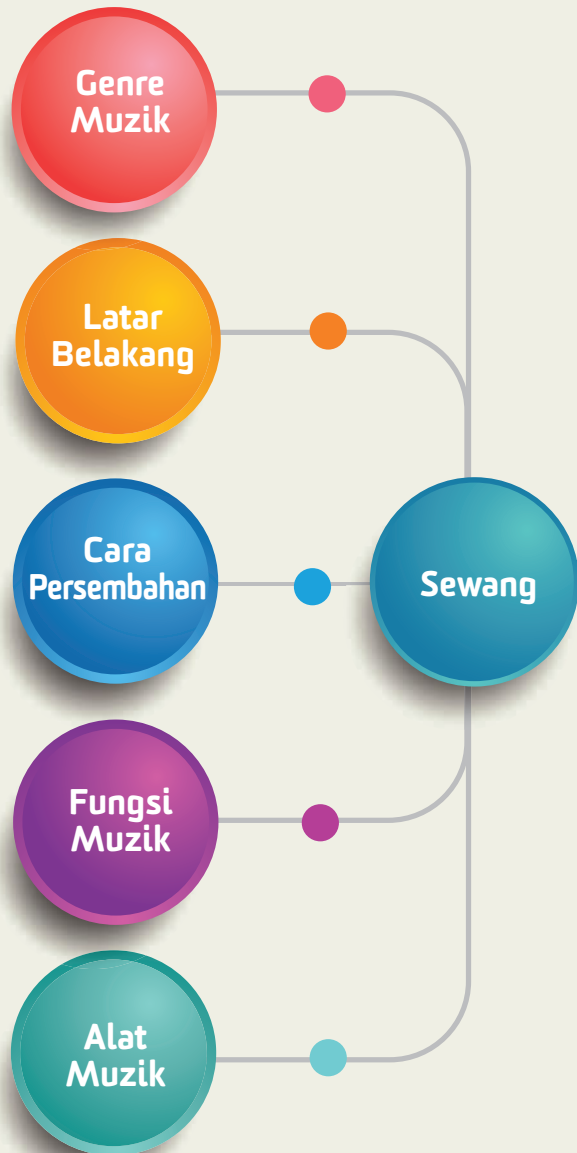 Genre
Muzik
Latar
Belakang
Cara
Persembahan
Sewang
Fungsi
Muzik
Alat
Muzik